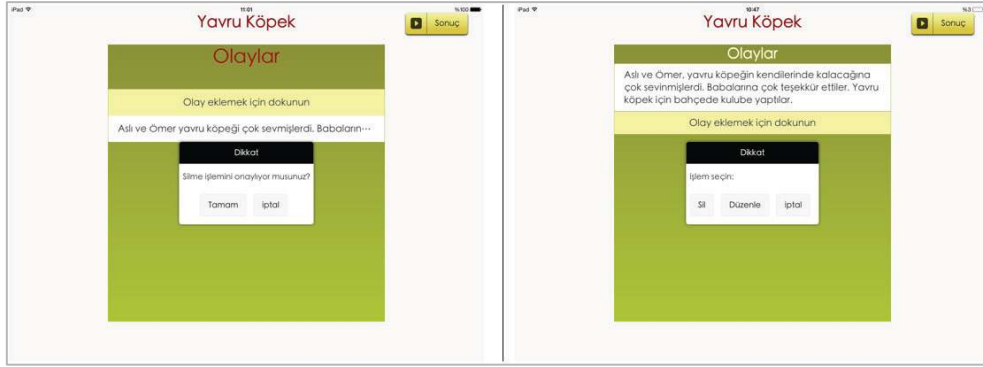 iPad 11:01 %100
Yavru Köpek
Sonuç
Olaylar
Olay eklemek için dokunun
Aslı ve Ömer yavru köpeği çok sevmişlerdi. Babaların...
Dikkat
Silme işlemini onaylıyor musunuz?
Tamam iptal
iPad 10:47 %3
Yavru Köpek
Sonuç
Olaylar
Aslı ve Ömer, yavru köpeğin kendilerinde kalacağına
çok sevinmişlerdi. Babalarına çok teşekkür ettiler. Yavru
köpek için bahçede kulube yaptılar.
Olay eklemek için dokunun
Dikkat
İşlem seçin:
Sil Düzenle iptal